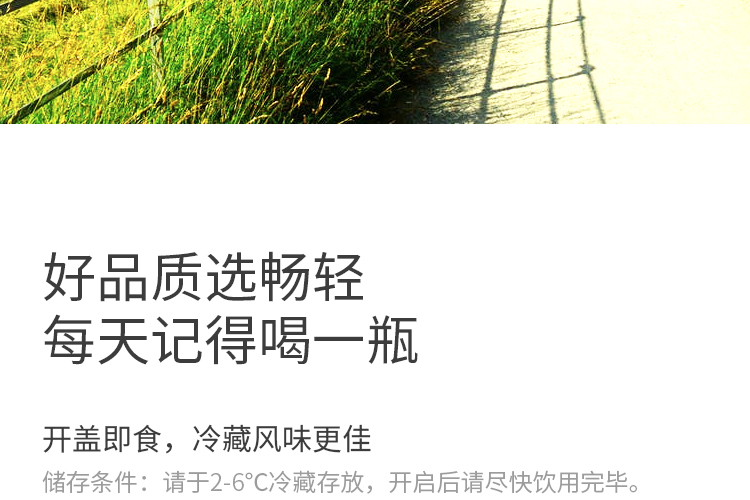 好品质选畅轻
每天记得喝一瓶
开盖即食，冷藏风味更佳
储存条件：请于2-6℃冷藏存放，开启后请尽快饮用完毕。